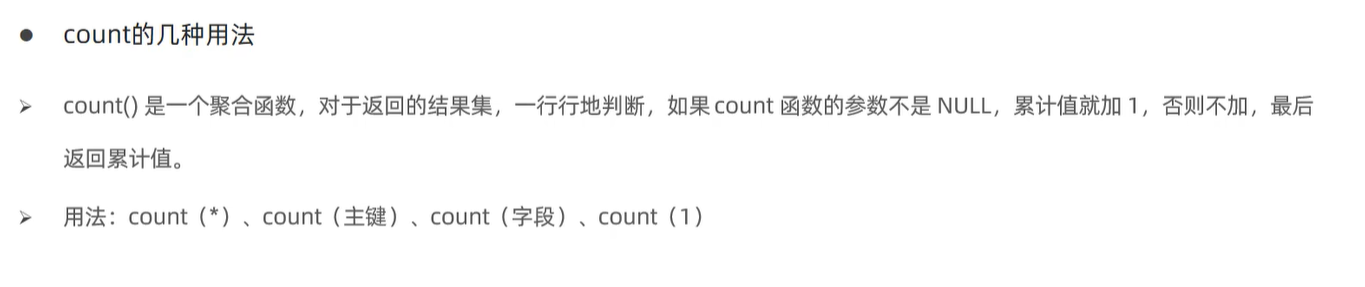 ● count的几种用法
➢ count() 是一个聚合函数，对于返回的结果集，一行行地判断，如果 count 函数的参数不是 NULL，累计值就加 1，否则不加，最后
返回累计值。
➢ 用法：count（*）、count（主键）、count（字段）、count（1）